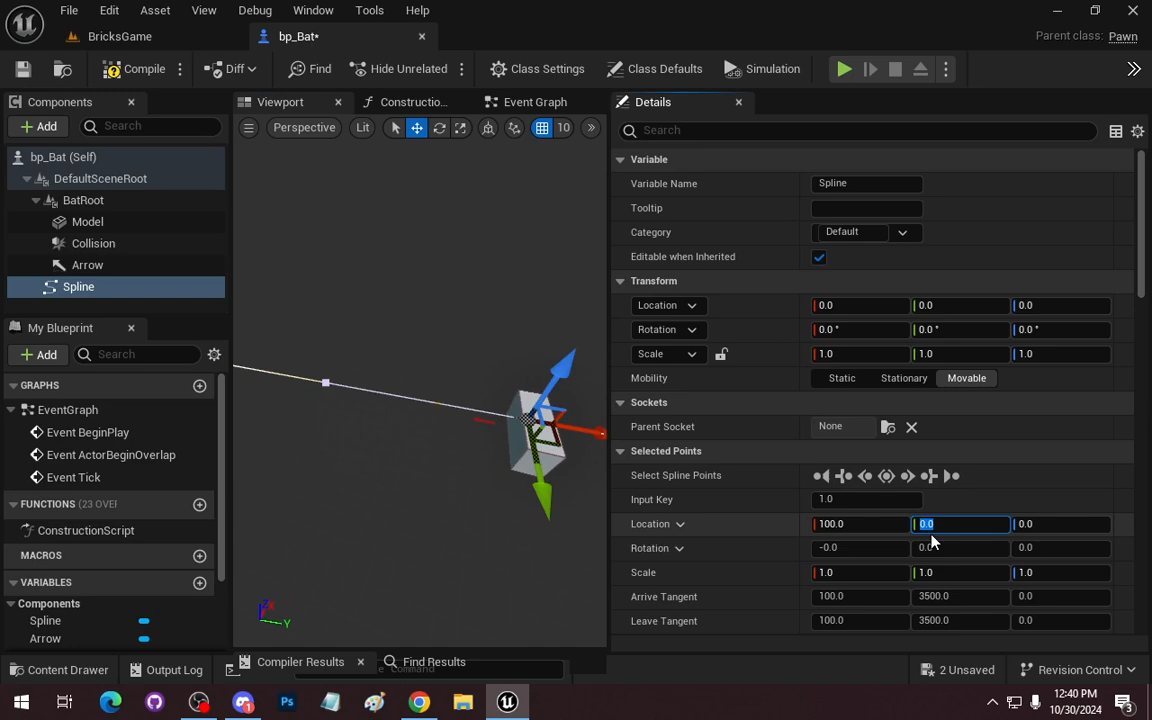 File Edit Asset View Debug Window Tools Help
BricksGame
bp_Bat*
Parent class: Pawn
Compile
Diff
Find
Hide Unrelated
Class Settings
Class Defaults
Simulation
Components
Viewport
Constructio...
Event Graph
Details
Add
Search
Perspective
Lit
10
Search
bp_Bat (Self)
DefaultSceneRoot
BatRoot
Model
Collision
Arrow
Spline
My Blueprint
Add
Search
GRAPHS
EventGraph
Event BeginPlay
Event ActorBeginOverlap
Event Tick
FUNCTIONS (23 OVE
ConstructionScript
MACROS
VARIABLES
Components
Spline
Arrow
Z X
Y
Variable
Variable Name Spline
Tooltip
Category Default
Editable when Inherited
Transform
Location 0.0 0.0 0.0
Rotation 0.0 ° 0.0 ° 0.0 °
Scale 1.0 1.0 1.0
Mobility Static Stationary Movable
Sockets
Parent Socket None
Selected Points
Select Spline Points
Input Key 1.0
Location 100.0 0.0 0.0
Rotation -0.0 0.0 0.0
Scale 1.0 1.0 1.0
Arrive Tangent 100.0 3500.0 0.0
Leave Tangent 100.0 3500.0 0.0
Content Drawer
Output Log
Compiler Results
Find Results
2 Unsaved
Revision Control
12:40 PM
10/30/2024
3